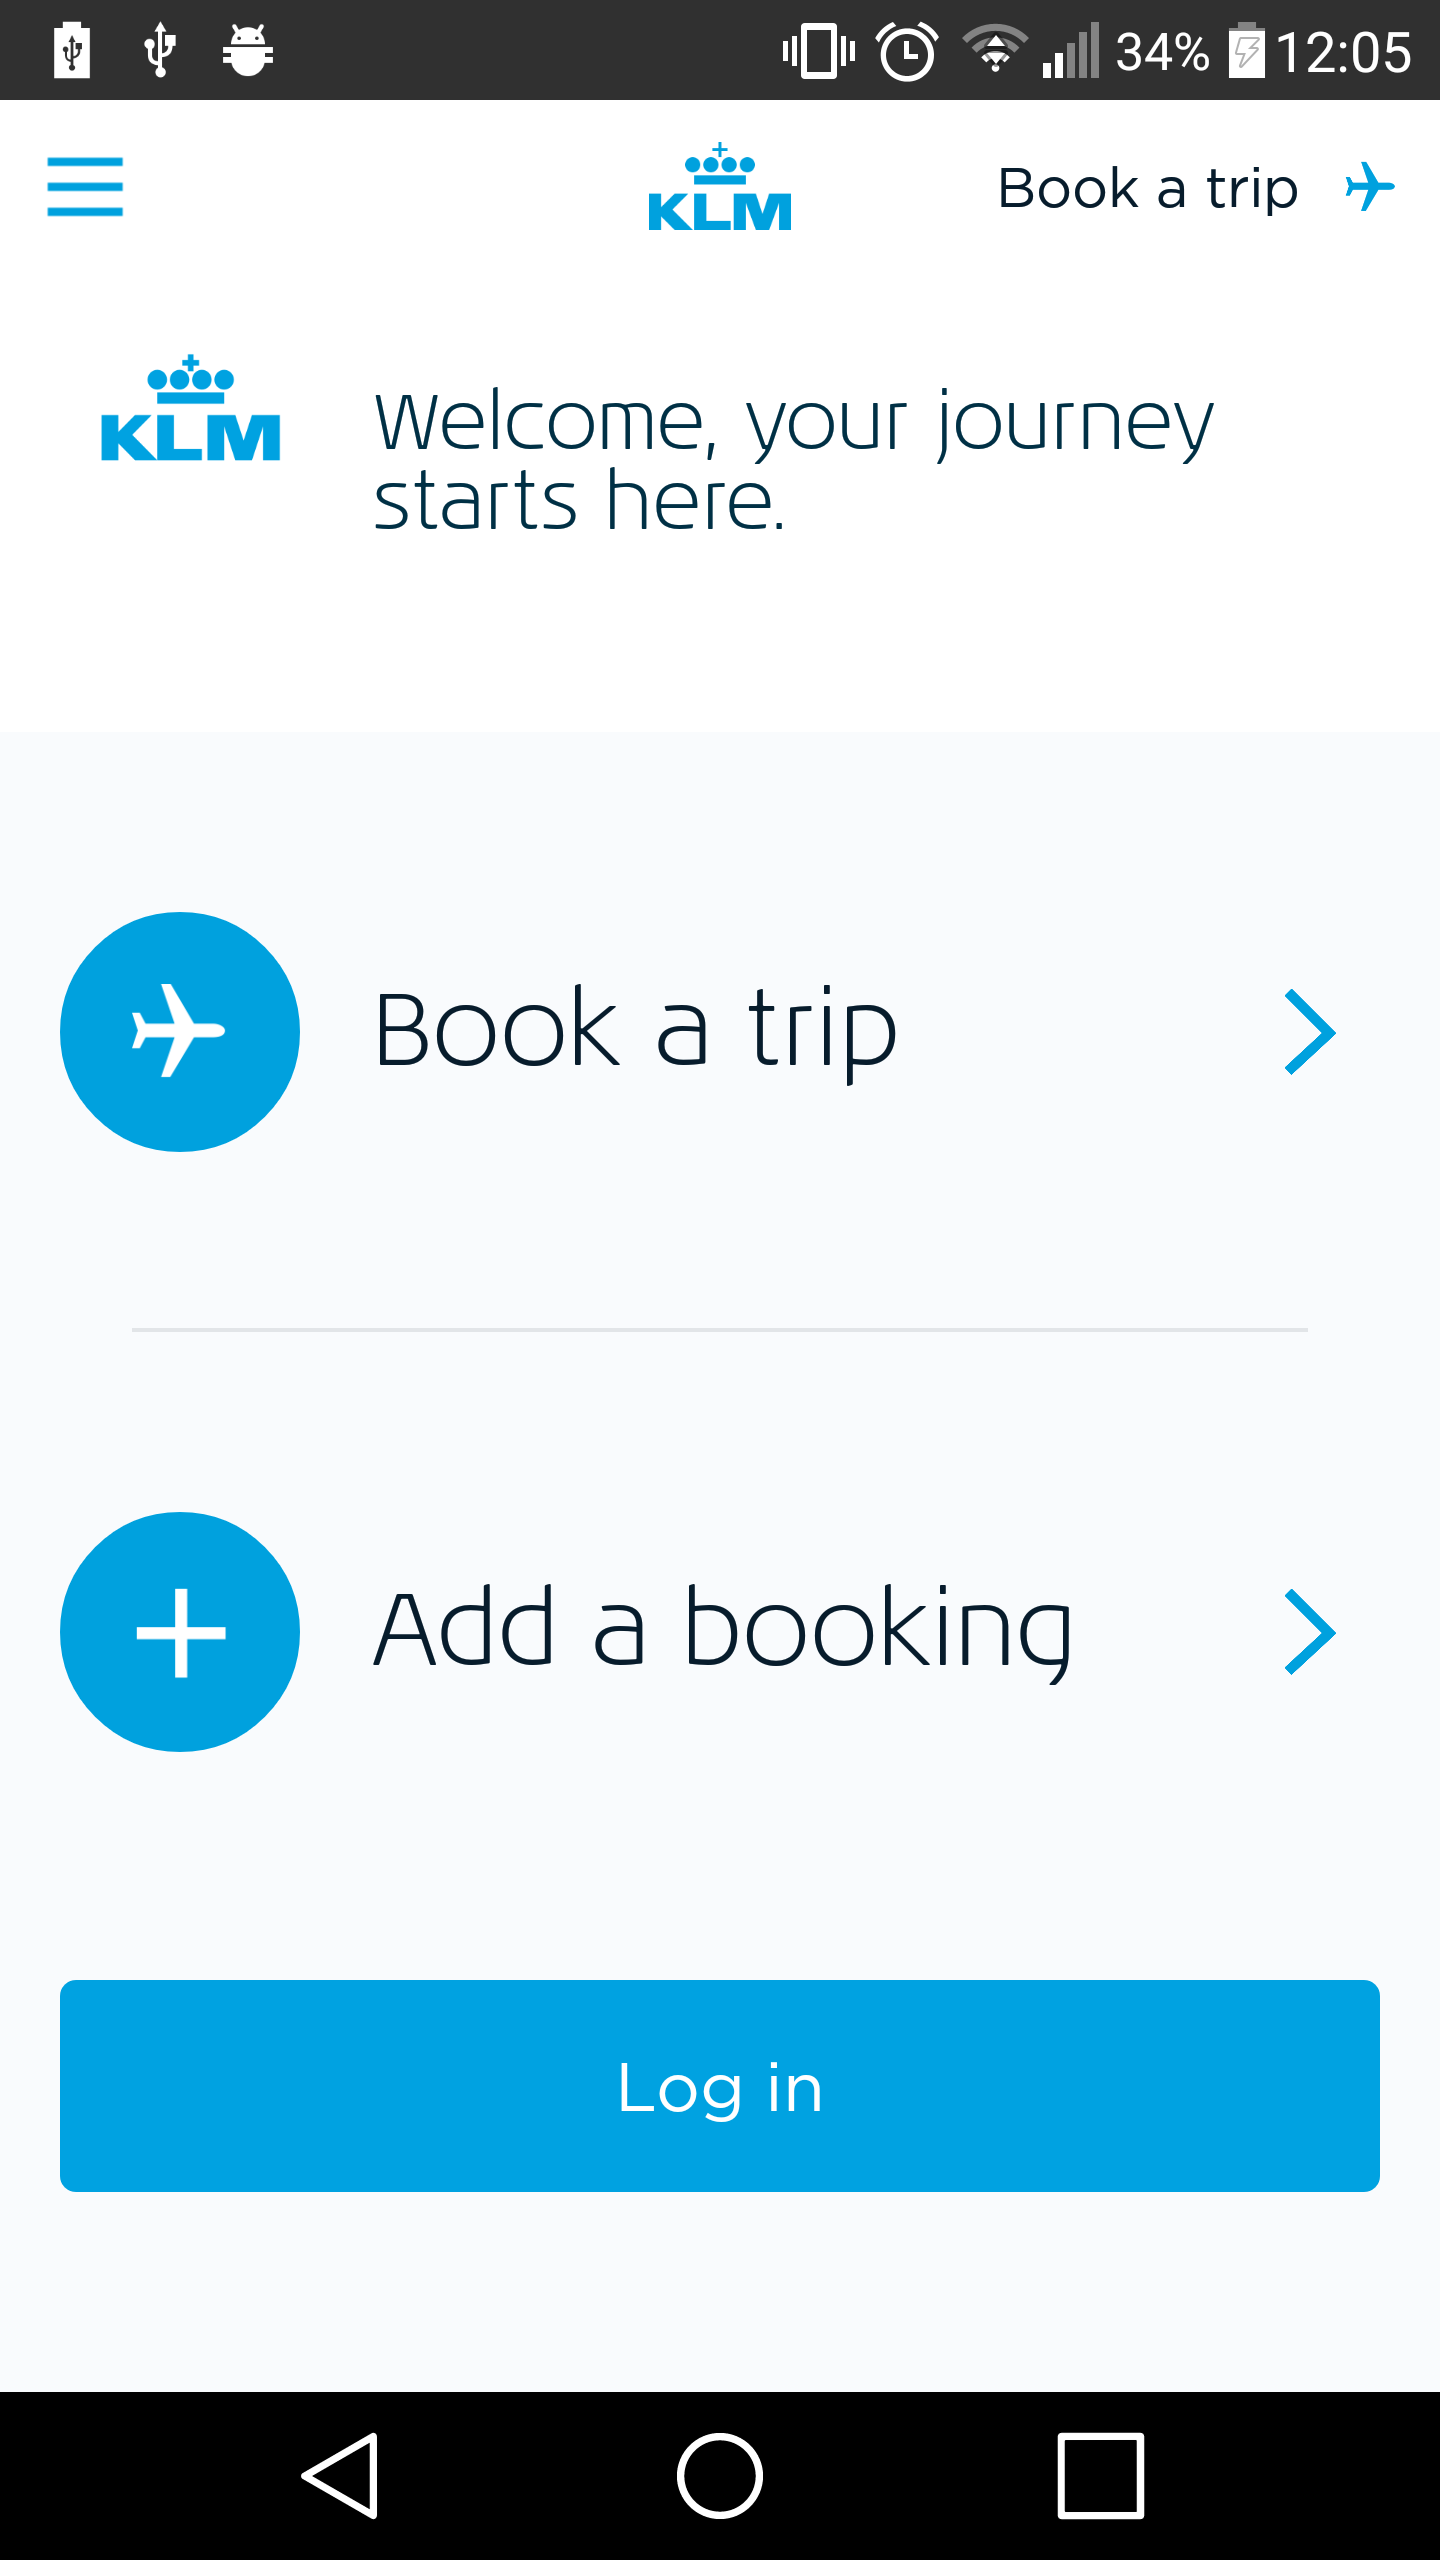 34% 12:05
KLM Book a trip
KLM
Welcome, your journey
starts here.
Book a trip
Add a booking
Log in